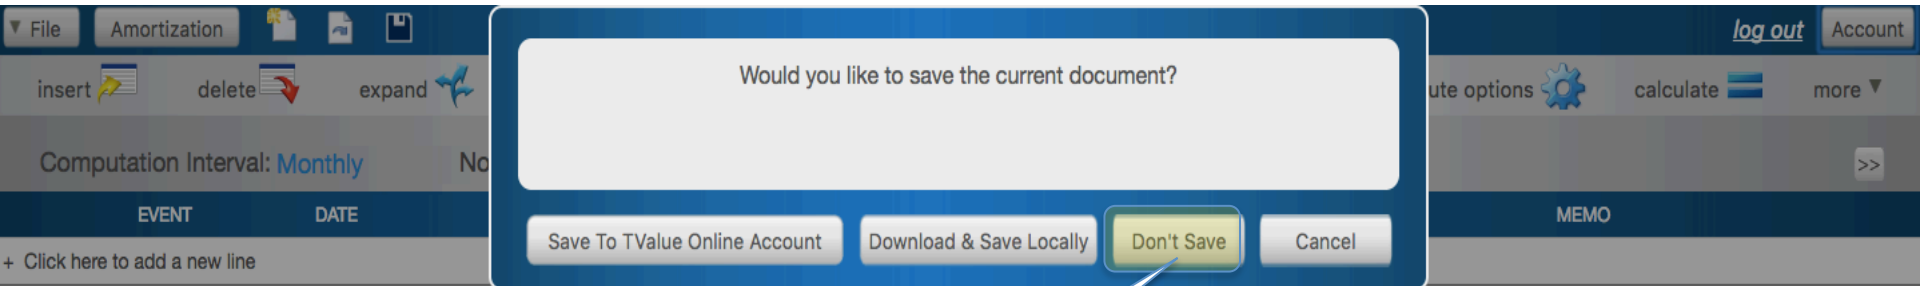 ▼ File Amortization log out Account
Would you like to save the current document?
insert delete expand ute options calculate more ▼
Computation Interval: Monthly No >>
EVENT DATE MEMO
Save To TValue Online Account Download & Save Locally Don't Save Cancel
+ Click here to add a new line